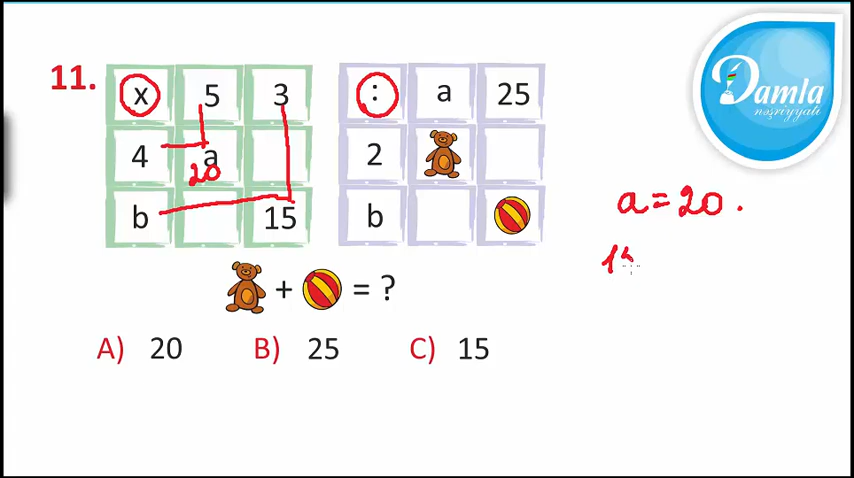 11. x 5 3 : a 25
4 a 2
20
b 15 b
+ = ?
A) 20 B) 25 C) 15
Damla
nəşriyyatı
a=20.